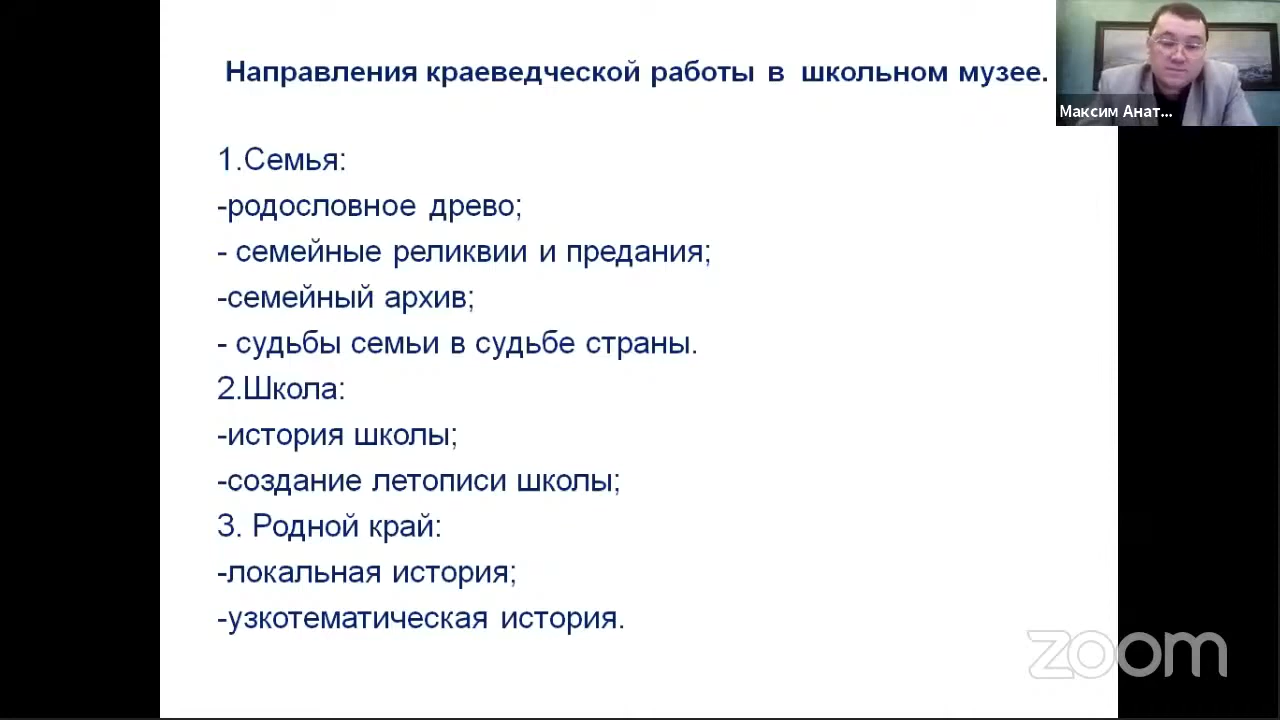 Направления краеведческой работы в школьном музее.
Максим Анат...
1.Семья:
-родословное древо;
- семейные реликвии и предания;
-семейный архив;
- судьбы семьи в судьбе страны.
2.Школа:
-история школы;
-создание летописи школы;
3. Родной край:
-локальная история;
-узкотематическая история.
zoom